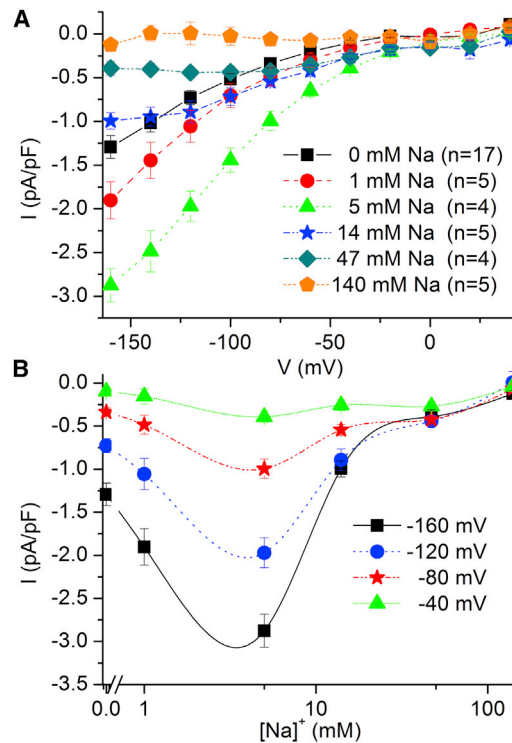 A
0.0
-0.5
-1.0
-1.5
-2.0
-2.5
-3.0
I (pA/pF)
0 mM Na (n=17)
1 mM Na (n=5)
5 mM Na (n=4)
14 mM Na (n=5)
47 mM Na (n=4)
140 mM Na (n=5)
-150 -100 -50 0
V (mV)
B
0.0
-0.5
-1.0
-1.5
-2.0
-2.5
-3.0
-3.5
I (pA/pF)
-160 mV
-120 mV
-80 mV
-40 mV
0.0 1 10 100
[Na]⁺ (mM)